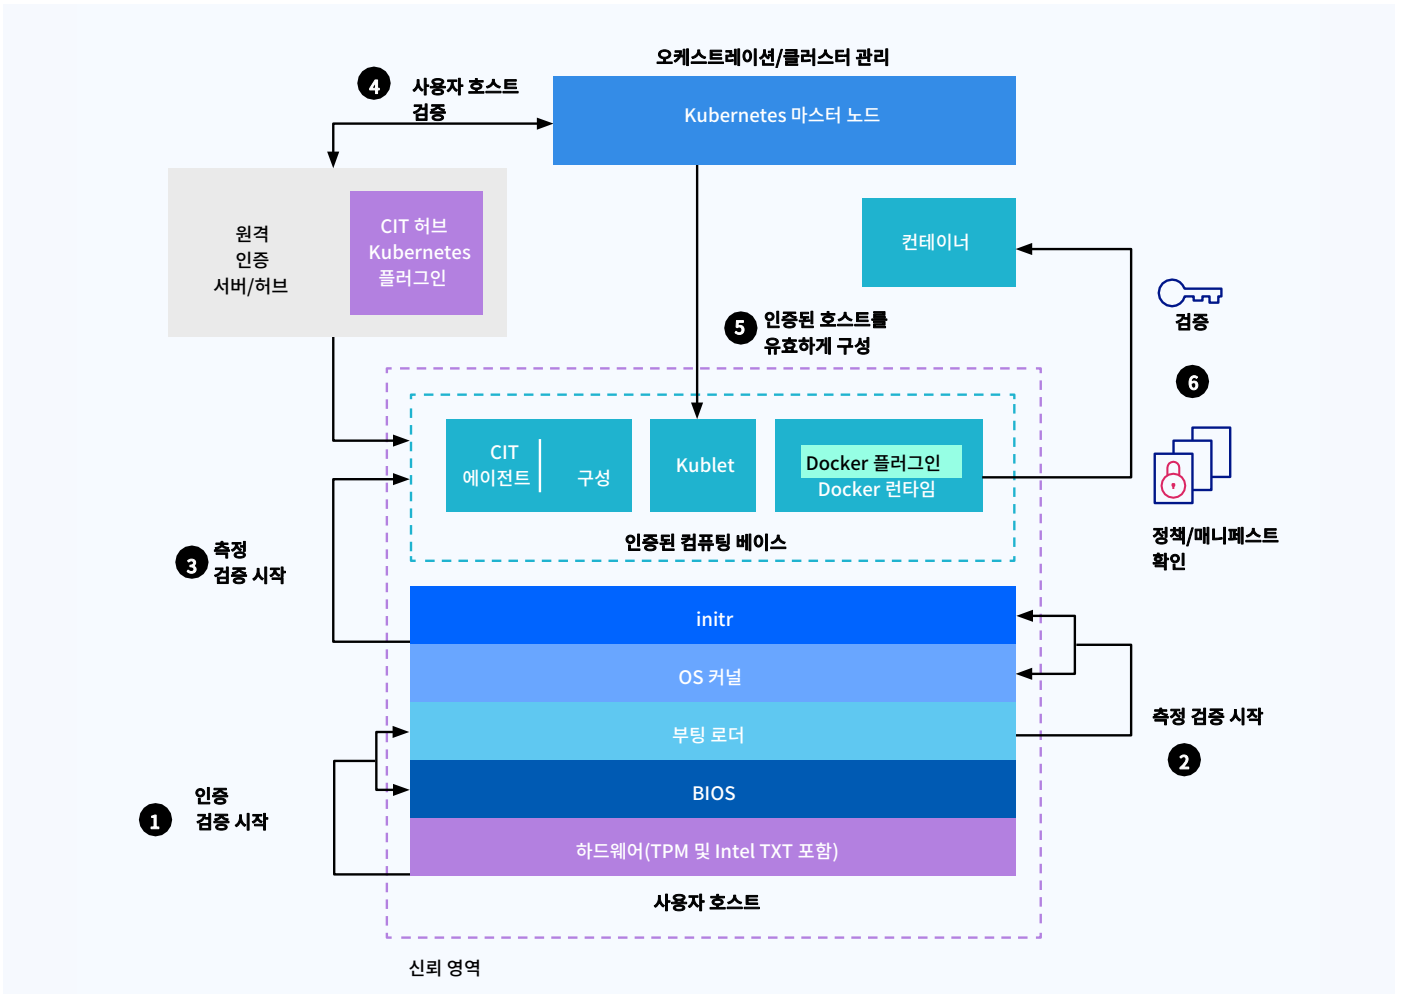 오케스트레이션/클러스터 관리
4
사용자 호스트
검증
Kubernetes 마스터 노드
원격
인증
서버/허브
CIT 허브
Kubernetes
플러그인
컨테이너
검증
5
인증된 호스트를
유효하게 구성
6
CIT
에이전트
구성
Kublet
Docker 플러그인
Docker 런타임
인증된 컴퓨팅 베이스
정책/매니페스트
확인
3
측정
검증 시작
initr
OS 커널
부팅 로더
BIOS
하드웨어(TPM 및 Intel TXT 포함)
측정 검증 시작
2
1
인증
검증 시작
사용자 호스트
신뢰 영역